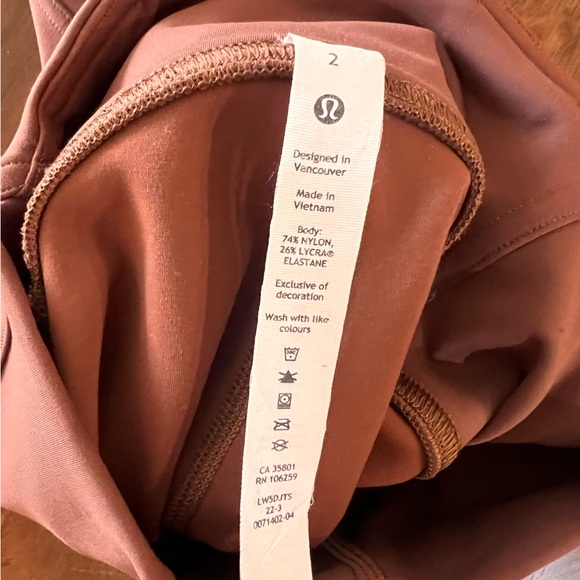 2
Designed in
Vancouver
Made in
Vietnam
Body:
74% NYLON,
26% LYCRA®
ELASTANE
Exclusive of
decoration
Wash with like
colours
CA 35801
RN 106259
LW5DJTS
22-3
0071402-04